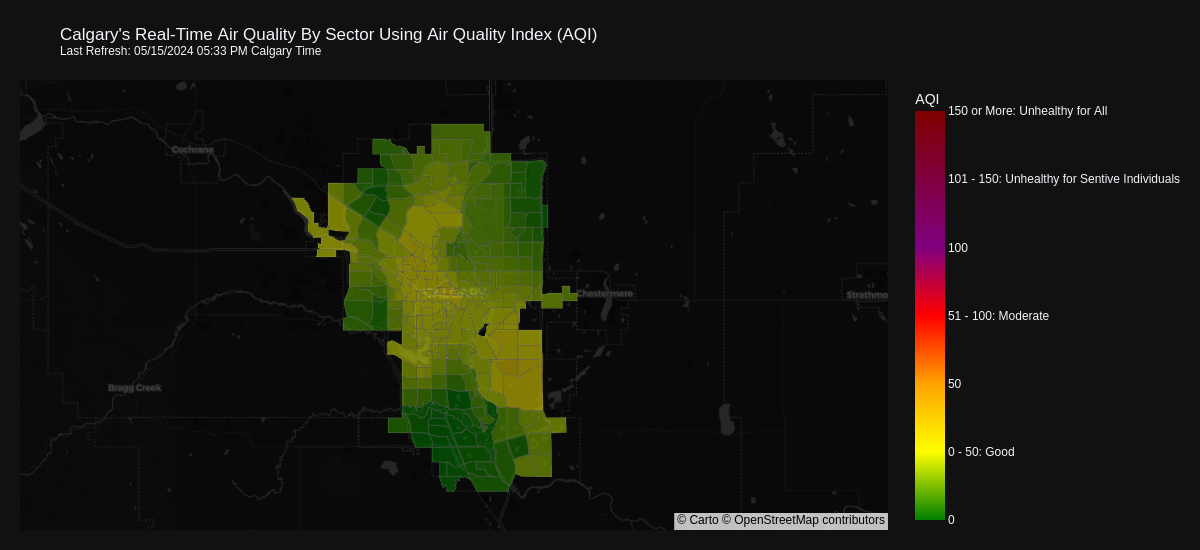 Calgary's Real-Time Air Quality By Sector Using Air Quality Index (AQI)
Last Refresh: 05/15/2024 05:33 PM Calgary Time
AQI
150 or More: Unhealthy for All
Cochrane
101 - 150: Unhealthy for Sentive Individuals
100
CALGARY
Chestermere
Strathmo
51 - 100: Moderate
50
Bragg Creek
0 - 50: Good
0
© Carto © OpenStreetMap contributors